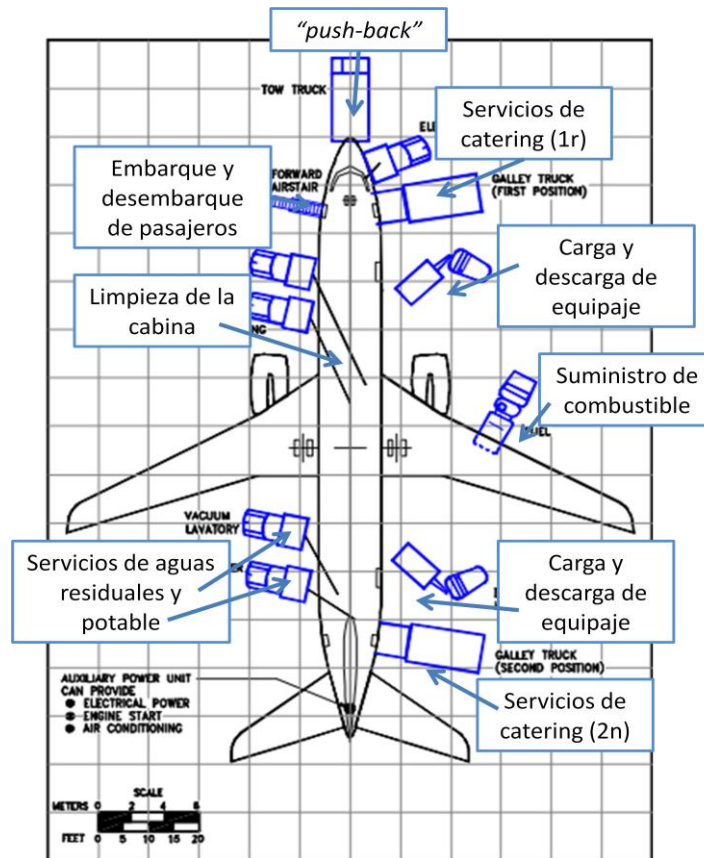 “push-back”
TOW TRUCK
Servicios de
catering (1r)
Embarque y
desembarque
de pasajeros
FORWARD
AIRSTAIR
GALLEY TRUCK
(FIRST POSITION)
Carga y
descarga de
equipaje
Limpieza de la
cabina
Suministro de
combustible
VACUUM
LAVATORY
Servicios de aguas
residuales y
potable
Carga y
descarga de
equipaje
GALLEY TRUCK
(SECOND POSITION)
Servicios de
catering (2n)
AUXILIARY POWER UNIT
CAN PROVIDE
ELECTRICAL POWER
ENGINE START
AIR CONDITIONING
SCALE
METERS 0 2 4 6
FEET 0 5 10 15 20